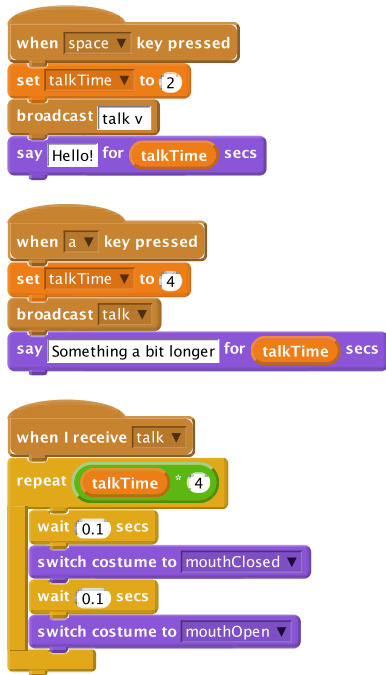 when space ▼ key pressed
set talkTime ▼ to 2
broadcast talk v
say Hello! for talkTime secs
when a ▼ key pressed
set talkTime ▼ to 4
broadcast talk ▼
say Something a bit longer for talkTime secs
when I receive talk ▼
repeat talkTime * 4
wait 0.1 secs
switch costume to mouthClosed ▼
wait 0.1 secs
switch costume to mouthOpen ▼